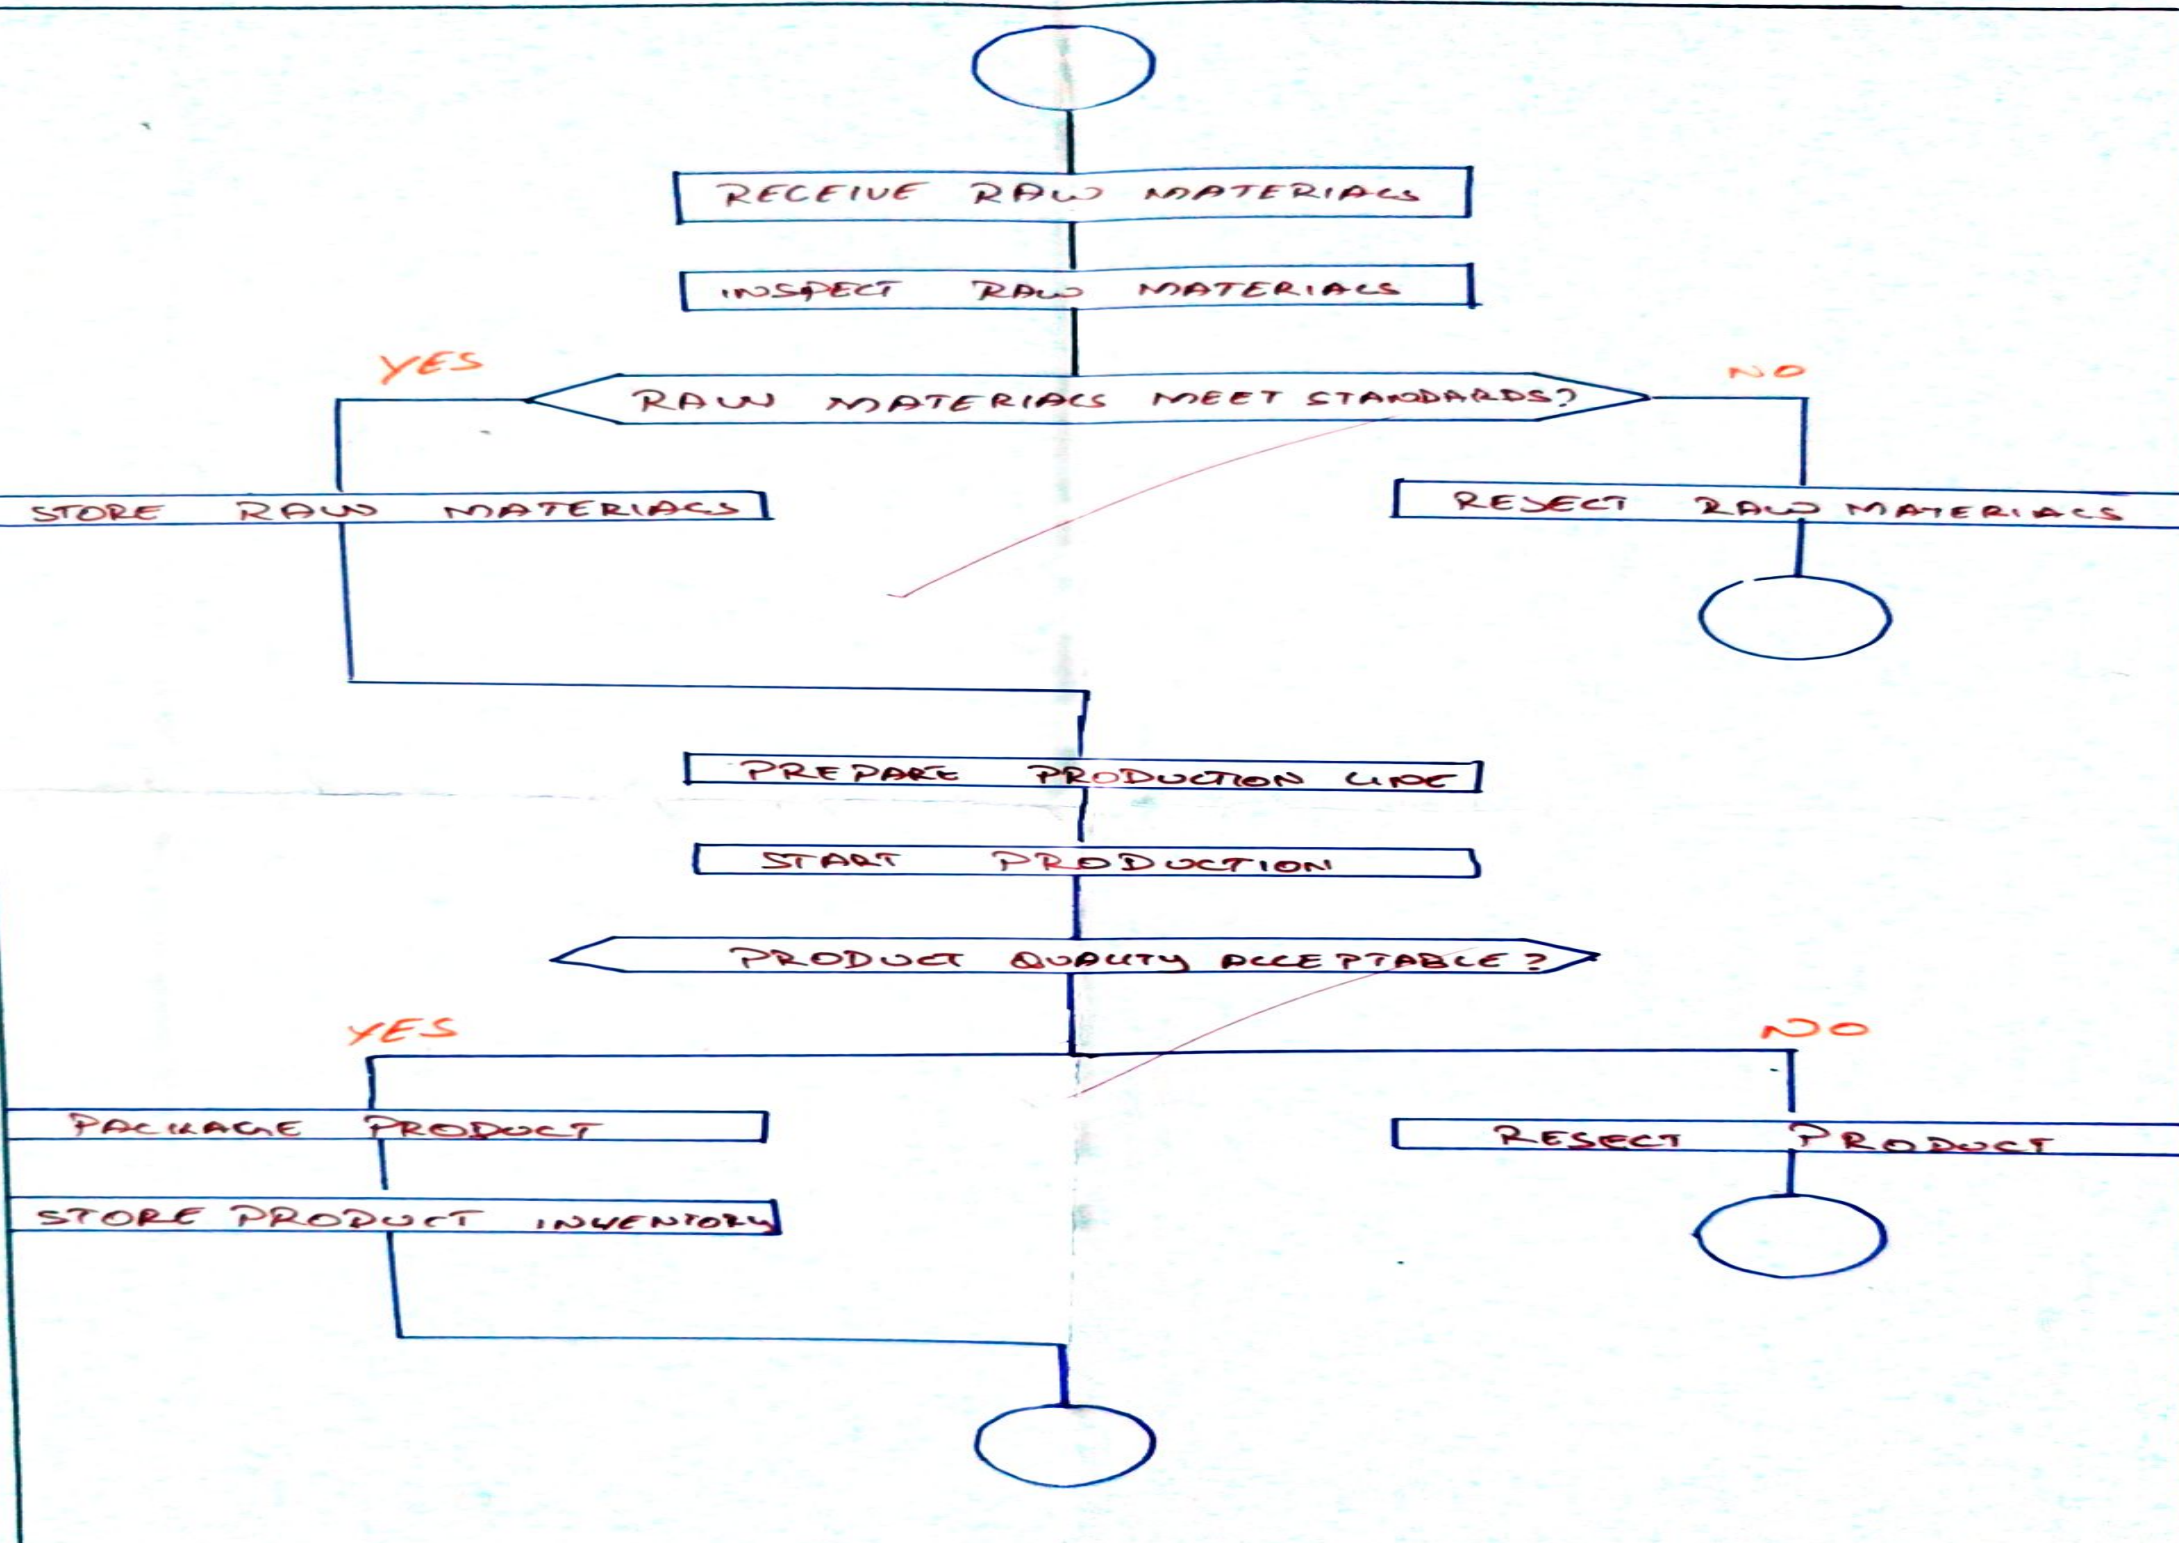 RECEIVE RAW MATERIALS
INSPECT RAW MATERIALS
YES
NO
RAW MATERIALS MEET STANDARDS?
STORE RAW MATERIALS
REJECT RAW MATERIALS
PREPARE PRODUCTION LINE
START PRODUCTION
PRODUCT QUALITY ACCEPTABLE?
YES
NO
PACKAGE PRODUCT
REJECT PRODUCT
STORE PRODUCT INVENTORY